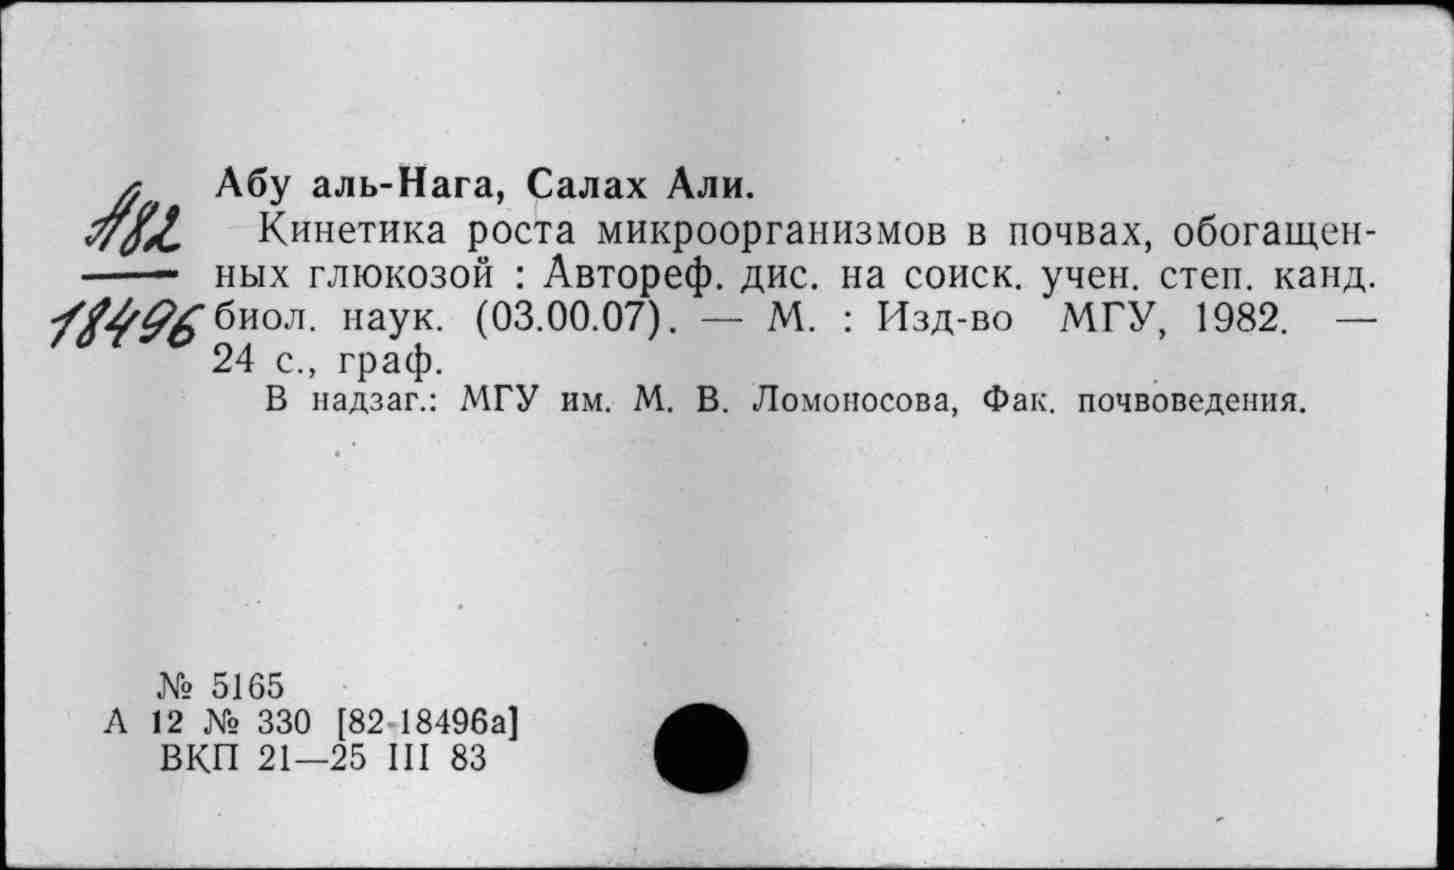 Абу аль-Нага, Салах Али.
Кинетика роста микроорганизмов в почвах, обогащен-
ных глюкозой : Автореф. дис. на соиск. учен. степ. канд.
18496 биол. наук. (03.00.07). — М. : Изд-во МГУ, 1982. —
24 с., граф.
В надзаг.: МГУ им. М. В. Ломоносова, Фак. почвоведения.
№ 5165
А 12 № 330 [82-18496а]
ВКП 21—25 III 83